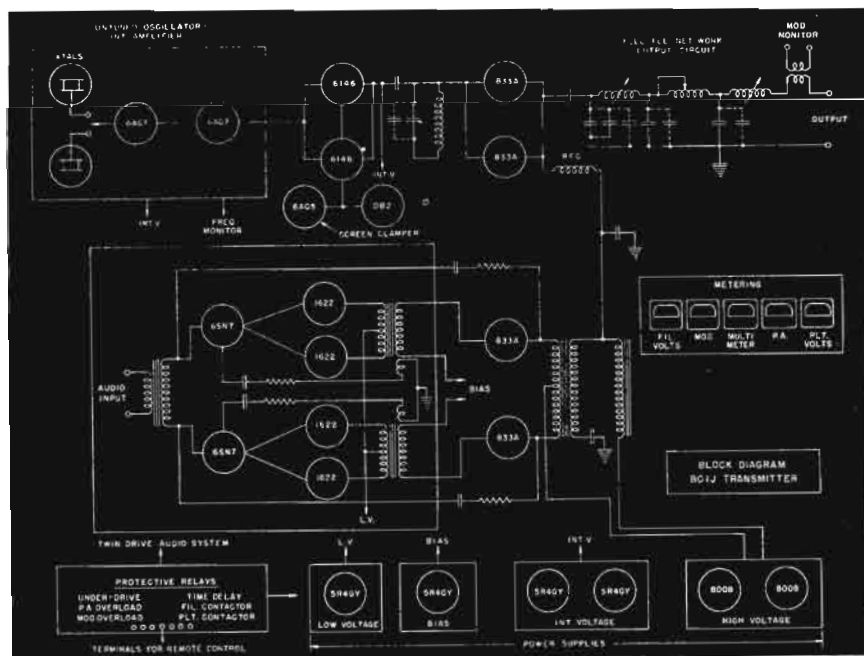 UNTUNED OSCILLATOR
INT. AMPLIFIER
XTALS
6AG7
6AG7
INT.V
FREQ
MONITOR
6146
6146
INT-V
6AQ5
OB2
SCREEN CLAMPER
833A
833A
NETWORK
OUTPUT CIRCUIT
MOD
MONITOR
OUTPUT
RFC
METERING
FIL
VOLTS
MOD
MULTI
METER
P.A.
PLT.
VOLTS
AUDIO
INPUT
6SN7
6SN7
1622
1622
1622
1622
BIAS
833A
833A
L.V.
BLOCK DIAGRAM
BC1J TRANSMITTER
TWIN DRIVE AUDIO SYSTEM
PROTECTIVE RELAYS
UNDER-DRIVE TIME DELAY
P.A OVERLOAD FIL. CONTACTOR
MOD OVERLOAD PLT. CONTACTOR
TERMINALS FOR REMOTE CONTROL
L.V
5R4GY
LOW VOLTAGE
BIAS
5R4GY
BIAS
INT-V
5R4GY 5R4GY
INT VOLTAGE
8008 8008
HIGH VOLTAGE
POWER SUPPLIES